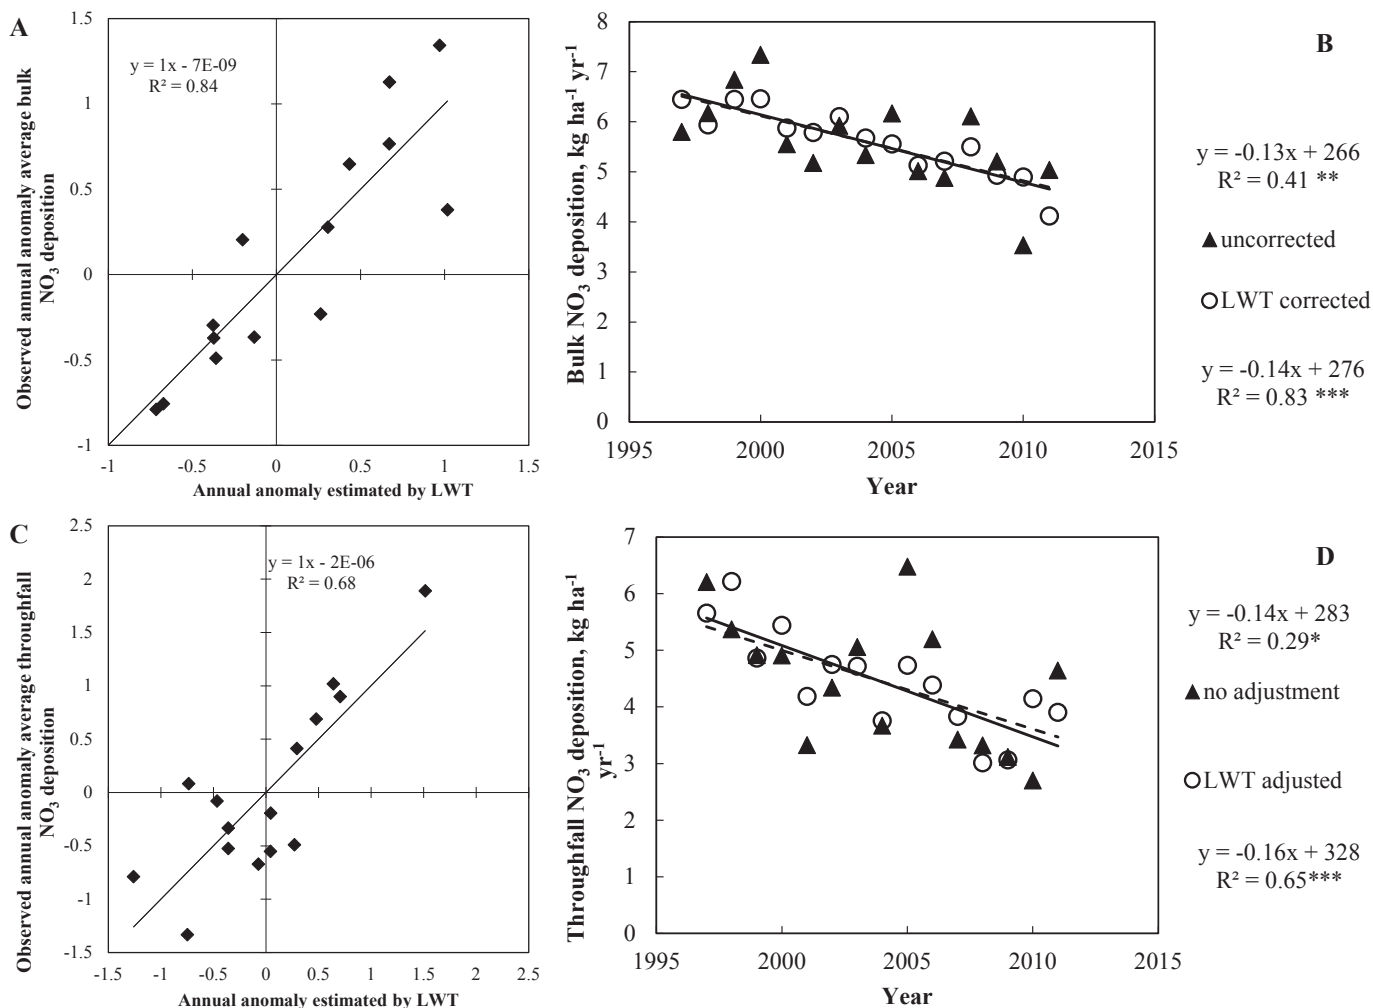 A
Observed annual anomaly average bulk
NO3 deposition
y = 1x - 7E-09
R² = 0.84
1.5
1
0.5
0
-0.5
-1
-1
-0.5
0
0.5
1
1.5
Annual anomaly estimated by LWT
B
Bulk NO3 deposition, kg ha-1 yr-1
8
7
6
5
4
3
2
1
0
1995
2000
2005
2010
2015
Year
y = -0.13x + 266
R² = 0.41 **
uncorrected
LWT corrected
y = -0.14x + 276
R² = 0.83 ***
C
Observed annual anomaly average throughfall
NO3 deposition
y = 1x - 2E-06
R² = 0.68
2.5
2
1.5
1
0.5
0
-0.5
-1
-1.5
-1.5
-1
-0.5
0
0.5
1
1.5
2
2.5
Annual anomaly estimated by LWT
D
Throughfall NO3 deposition, kg ha-1
yr-1
7
6
5
4
3
2
1
0
1995
2000
2005
2010
2015
Year
y = -0.14x + 283
R² = 0.29*
no adjustment
LWT adjusted
y = -0.16x + 328
R² = 0.65***